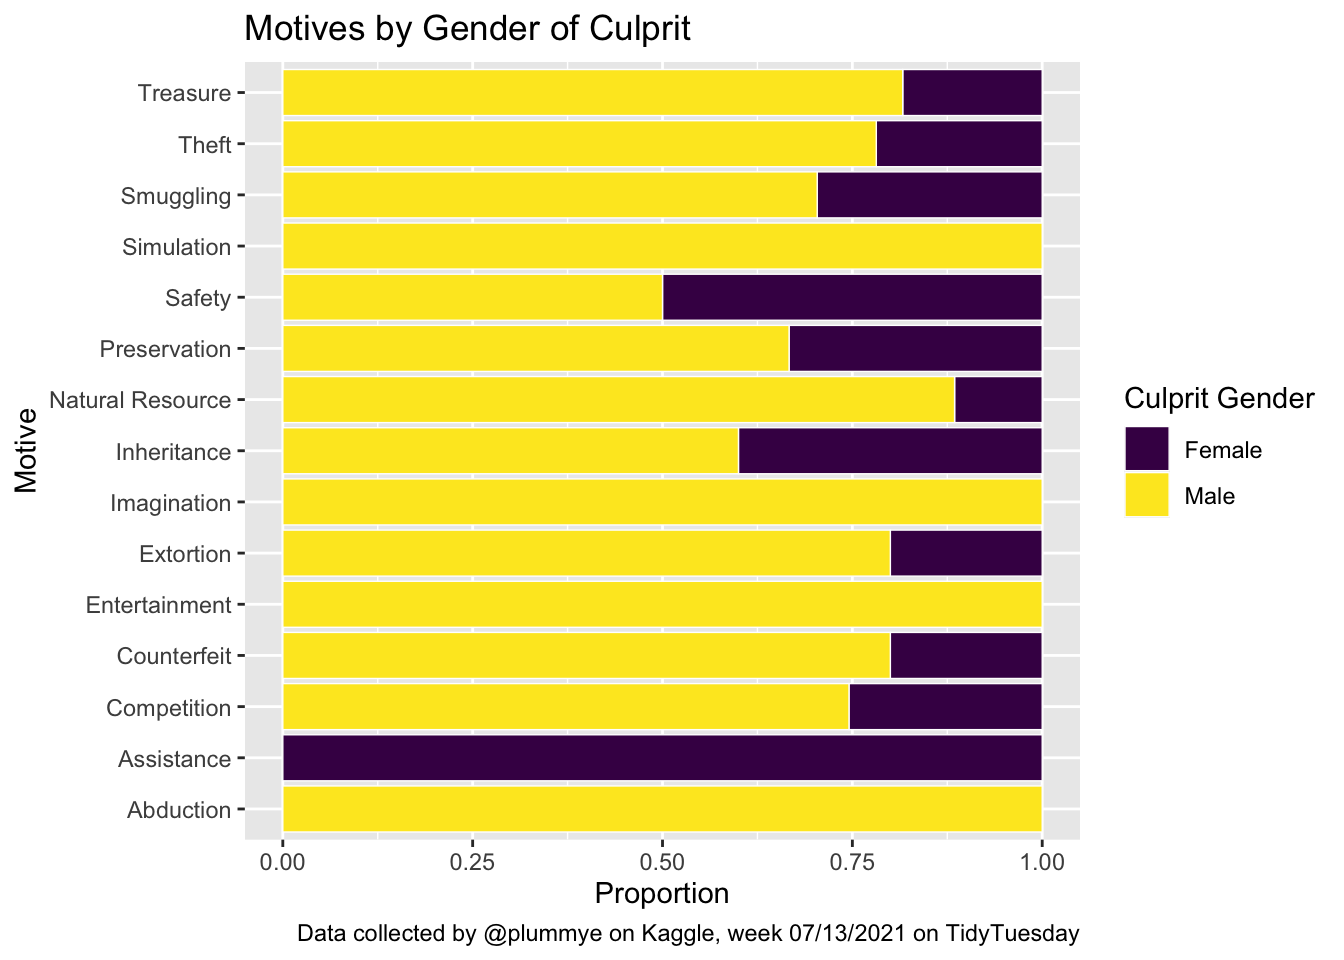 Motives by Gender of Culprit
Treasure
Theft
Smuggling
Simulation
Safety
Preservation
Natural Resource
Inheritance
Imagination
Extortion
Entertainment
Counterfeit
Competition
Assistance
Abduction
Motive
0.00 0.25 0.50 0.75 1.00
Proportion
Culprit Gender
Female
Male
Data collected by @plummye on Kaggle, week 07/13/2021 on TidyTuesday